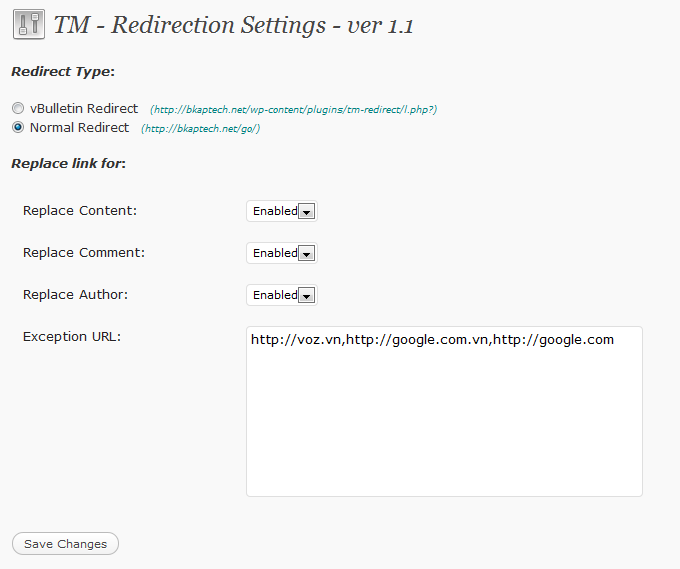 TM - Redirection Settings - ver 1.1
Redirect Type:
vBulletin Redirect (http://bkaptech.net/wp-content/plugins/tm-redirect/l.php?)
Normal Redirect (http://bkaptech.net/go/)
Replace link for:
Replace Content: Enabled
Replace Comment: Enabled
Replace Author: Enabled
Exception URL: http://voz.vn,http://google.com.vn,http://google.com
Save Changes